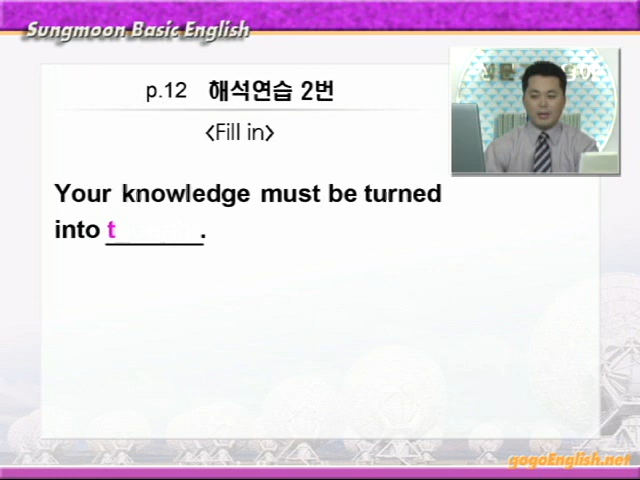 Sungmoon Basic English
p.12 해석연습 2번
<Fill in>
Your knowledge must be turned
into t________.
gogoEnglish.net